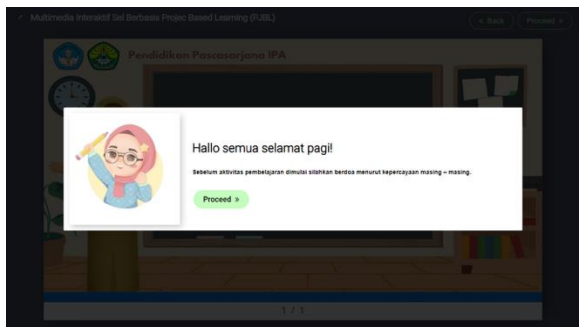 Multimedia Interaktif Sel Berbasis Projec Based Learning (PJBL)
« Back
Proceed »
Pendidikan Pascasarjana IPA
Hallo semua selamat pagi!
Sebelum aktivitas pembelajaran dimulai silahkan berdoa menurut kepercayaan masing – masing.
Proceed »
1 / 1